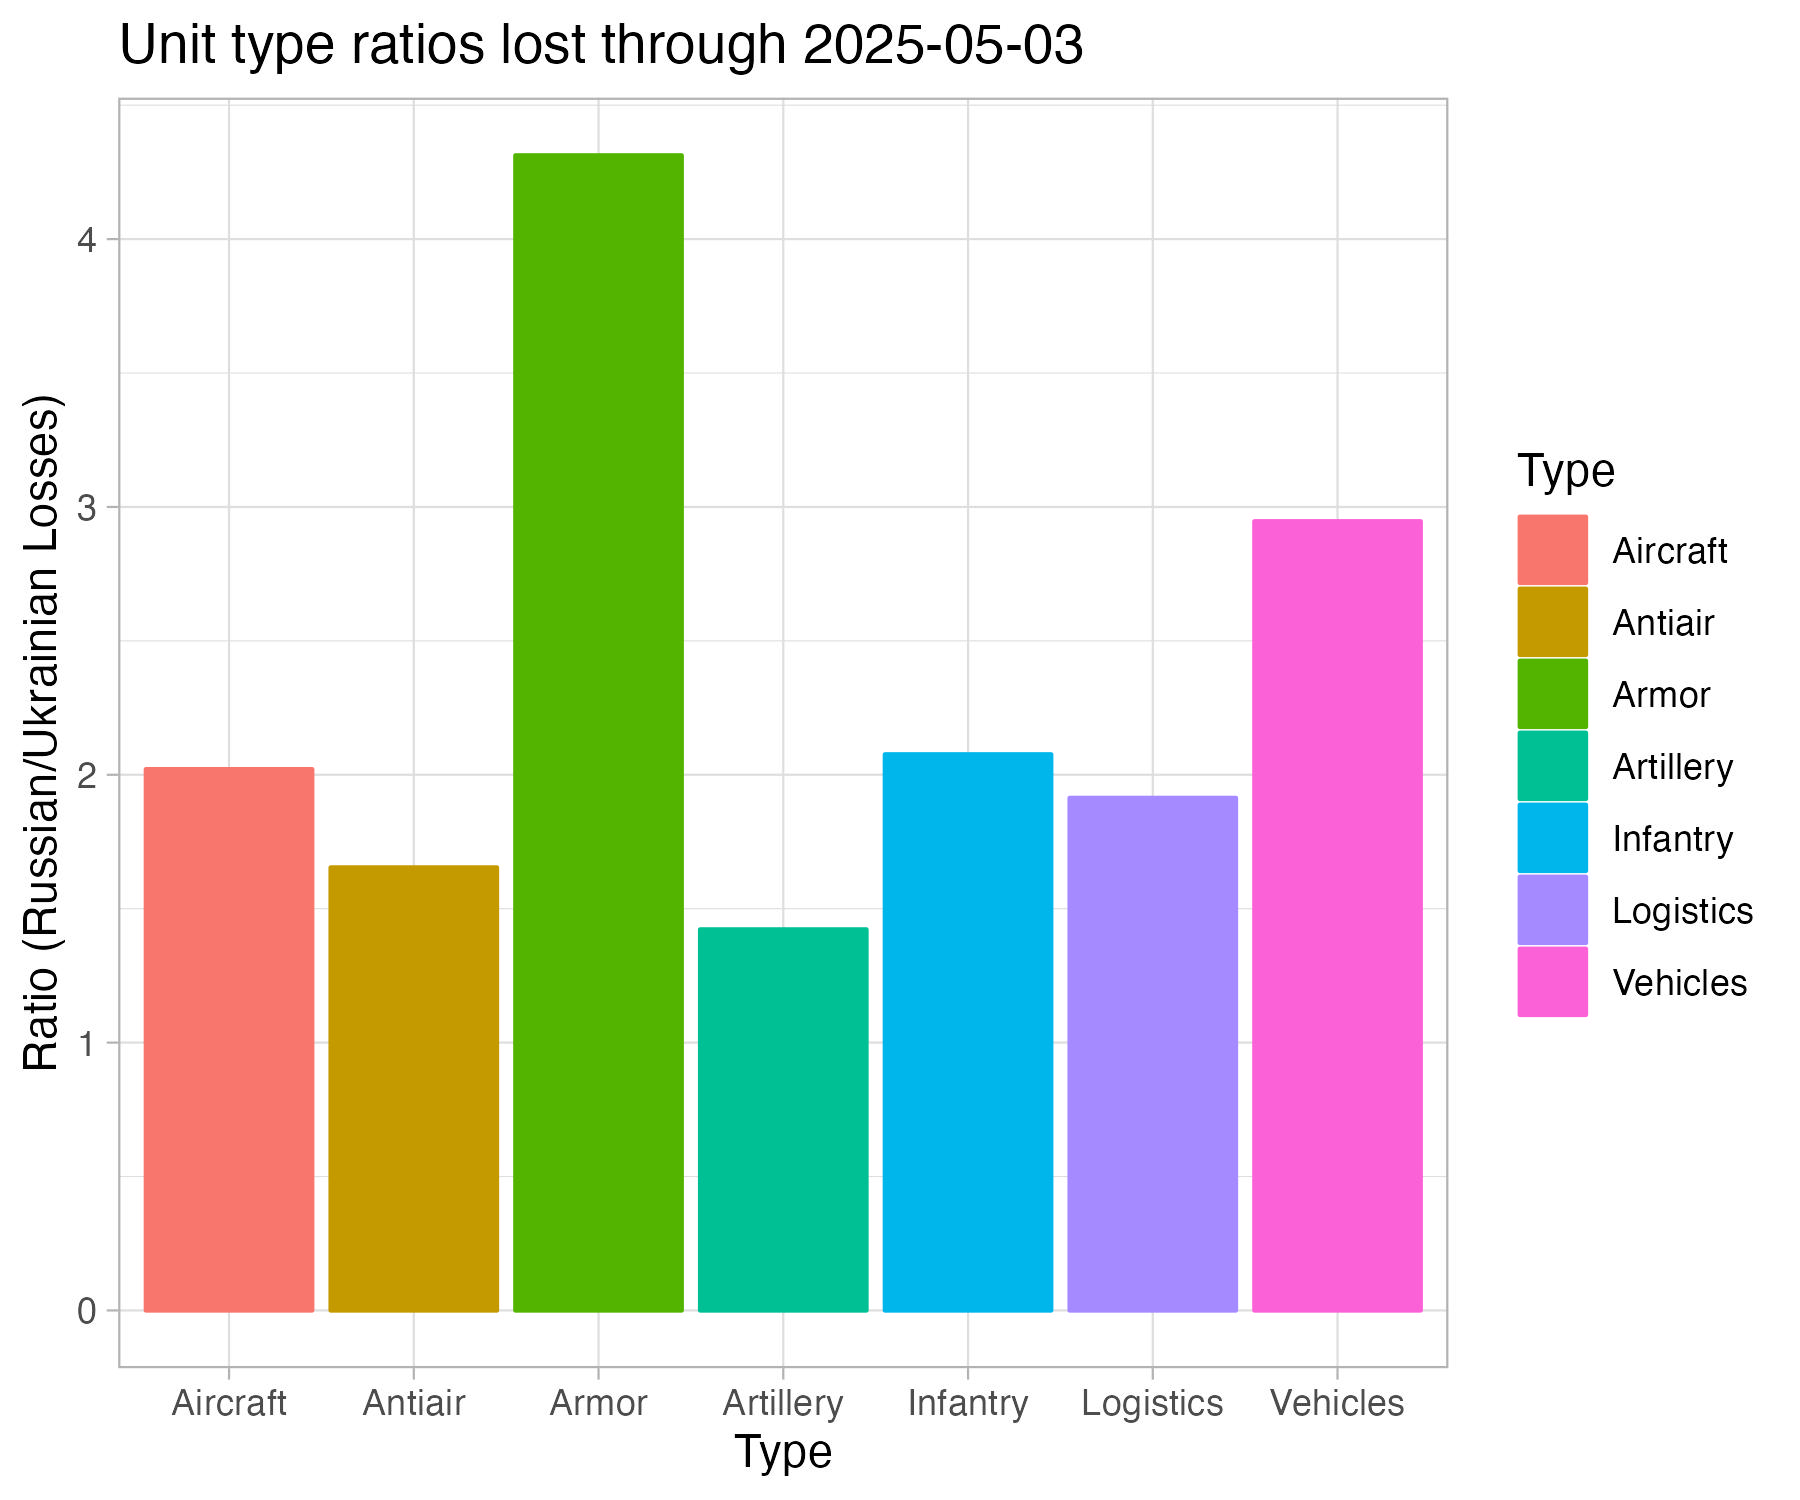 Unit type ratios lost through 2025-05-03
Ratio (Russian/Ukrainian Losses)
4
3
2
1
0
Aircraft
Antiair
Armor
Artillery
Infantry
Logistics
Vehicles
Type
Type
Aircraft
Antiair
Armor
Artillery
Infantry
Logistics
Vehicles